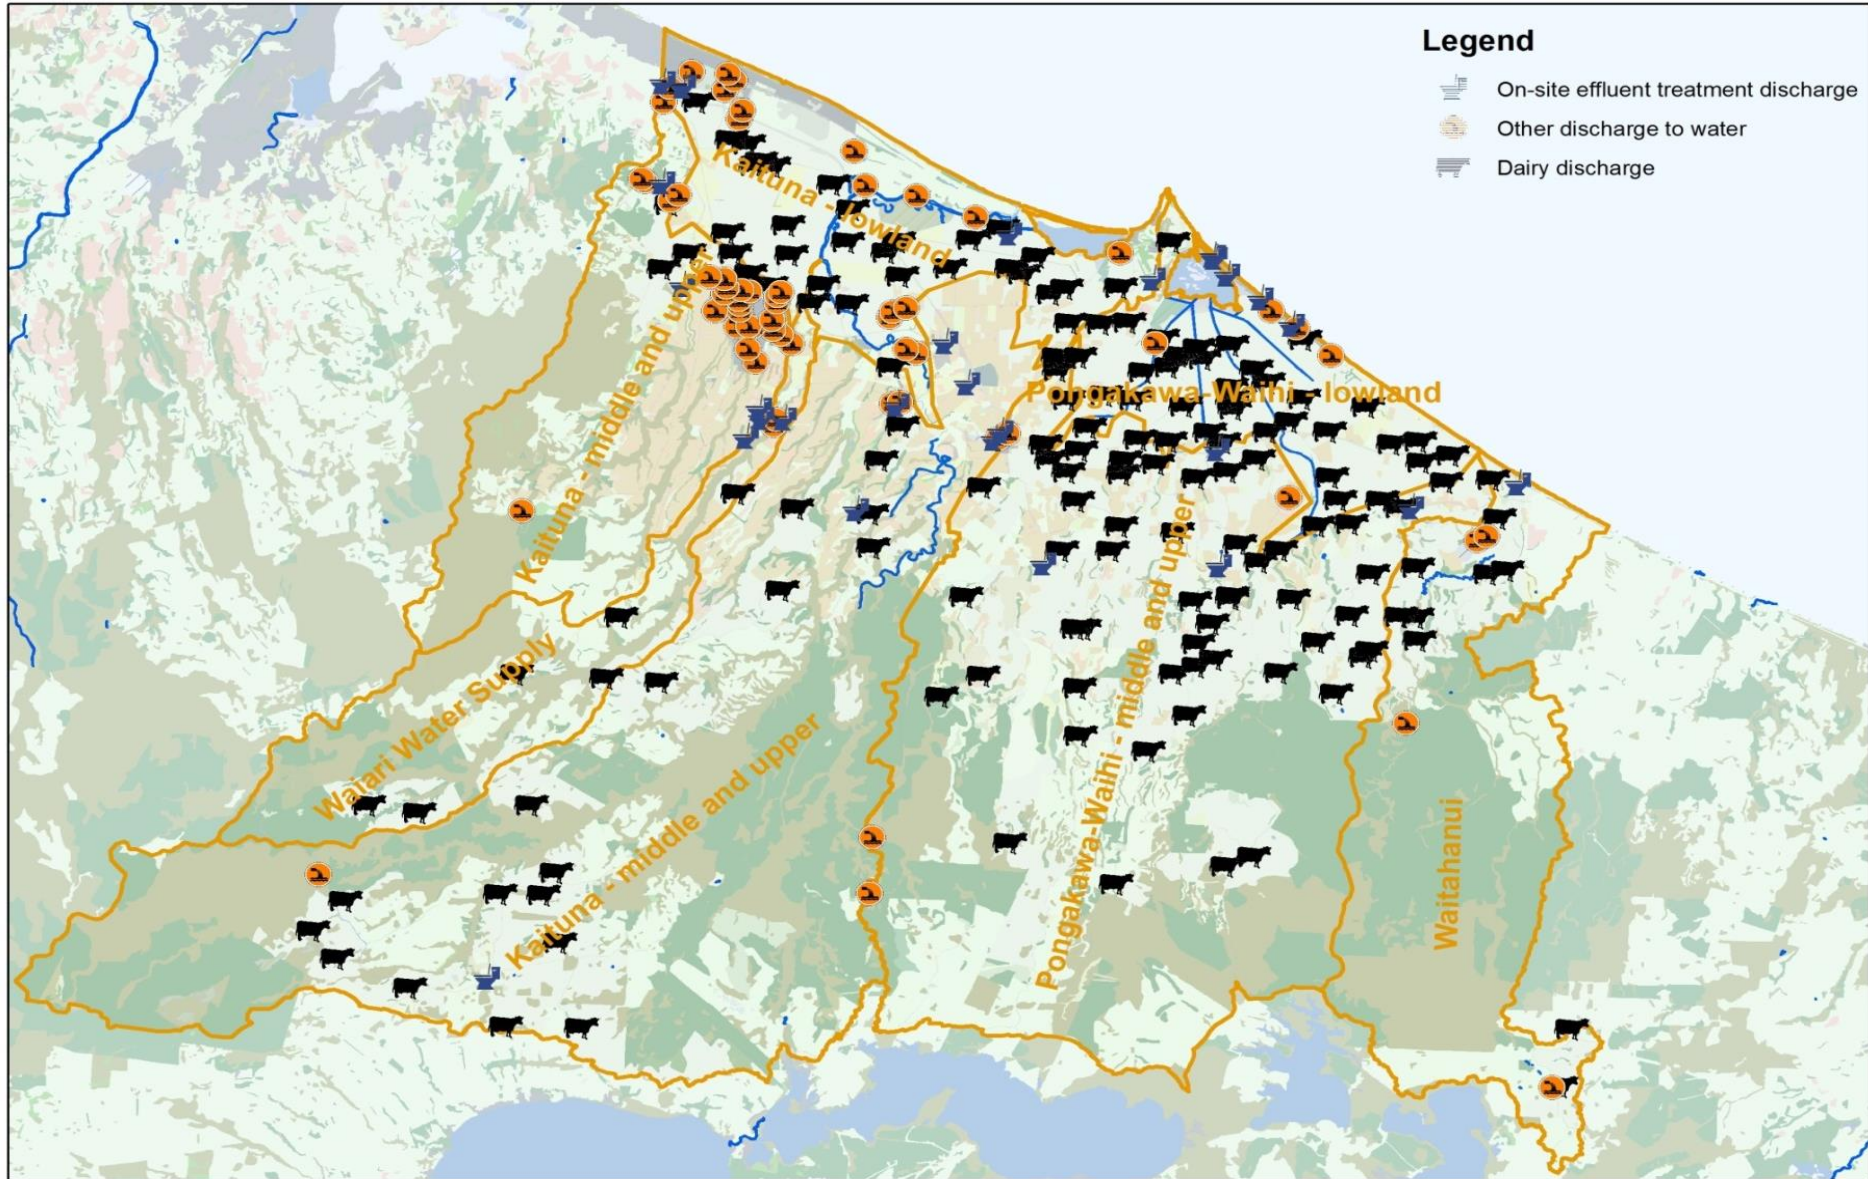 Legend
On-site effluent treatment discharge
Other discharge to water
Dairy discharge
Kaituna - lowland
Kaituna - middle and upper
Pongakawa-Waihi - lowland
Waiari Water Supply
Kaituna - middle and upper
Pongakawa-Waihi - middle and upper
Waitahanui